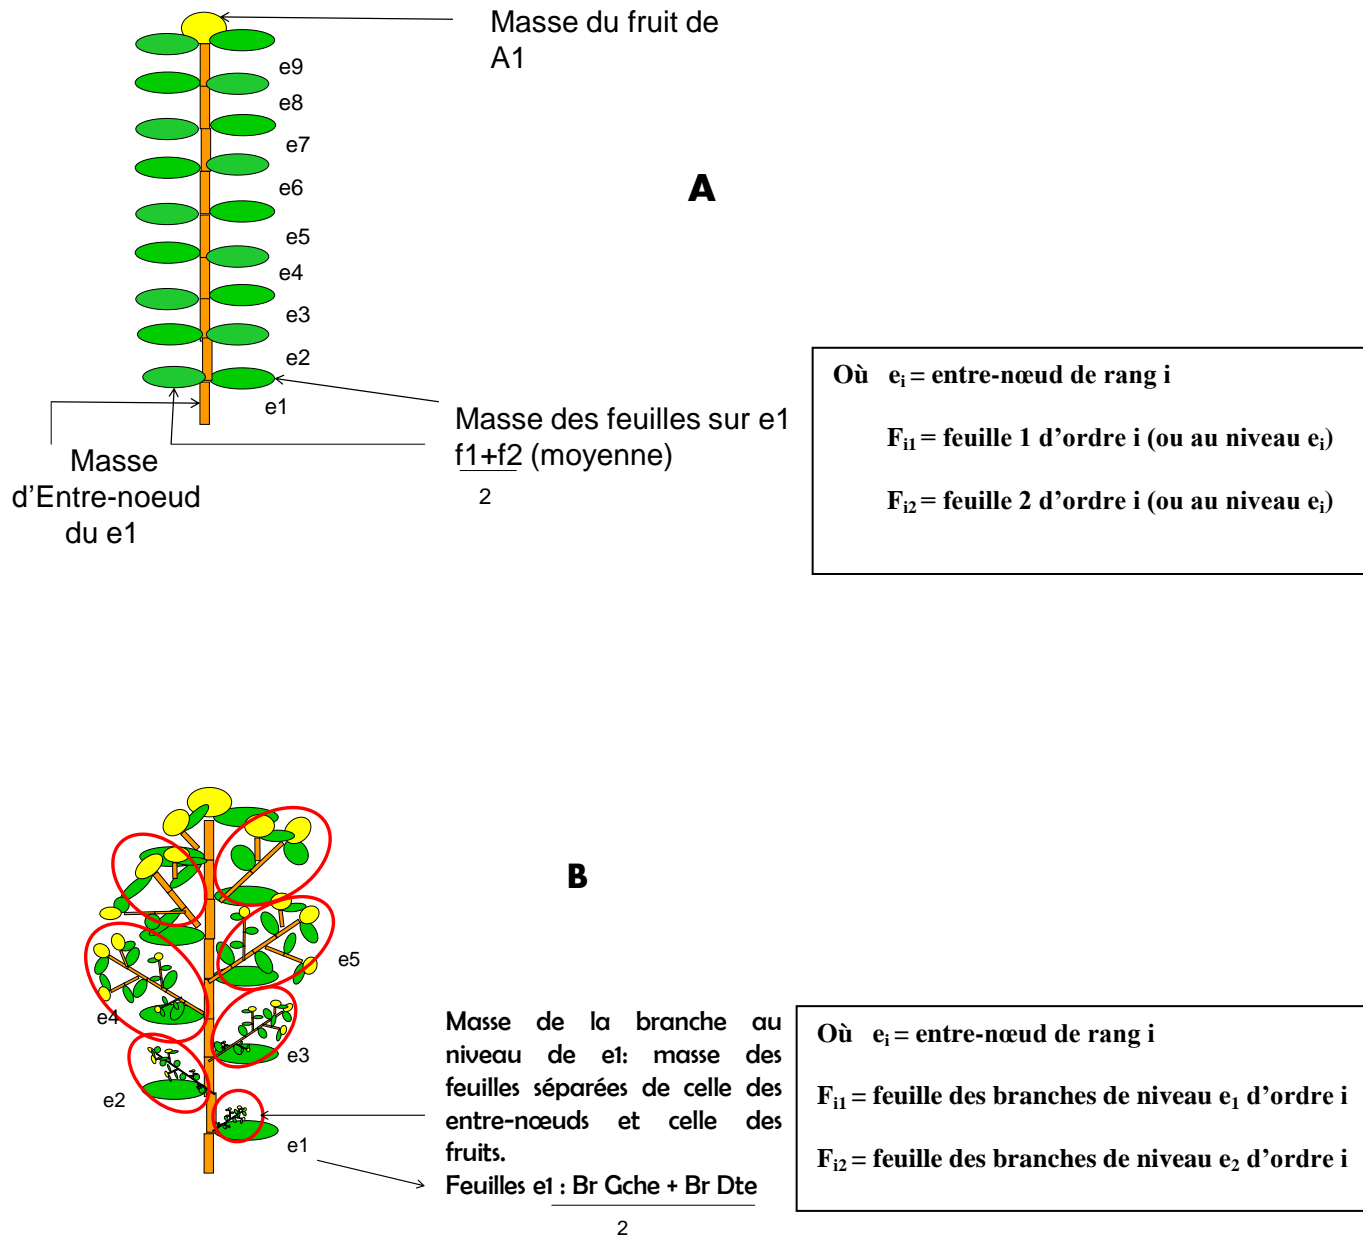 Masse du fruit de
A1
e9
e8
e7
e6
e5
e4
e3
e2
e1
A
Masse
d'Entre-noeud
du e1
Masse des feuilles sur e1
f1+f2 (moyenne)
2
Où ei = entre-nœud de rang i
Fi1 = feuille 1 d'ordre i (ou au niveau ei)
Fi2 = feuille 2 d'ordre i (ou au niveau ei)
B
e5
e4
e3
e2
e1
Masse de la branche au
niveau de e1: masse des
feuilles séparées de celle des
entre-nœuds et celle des
fruits.
Feuilles e1 : Br Gche + Br Dte
2
Où ei = entre-nœud de rang i
Fi1 = feuille des branches de niveau e1 d'ordre i
Fi2 = feuille des branches de niveau e2 d'ordre i